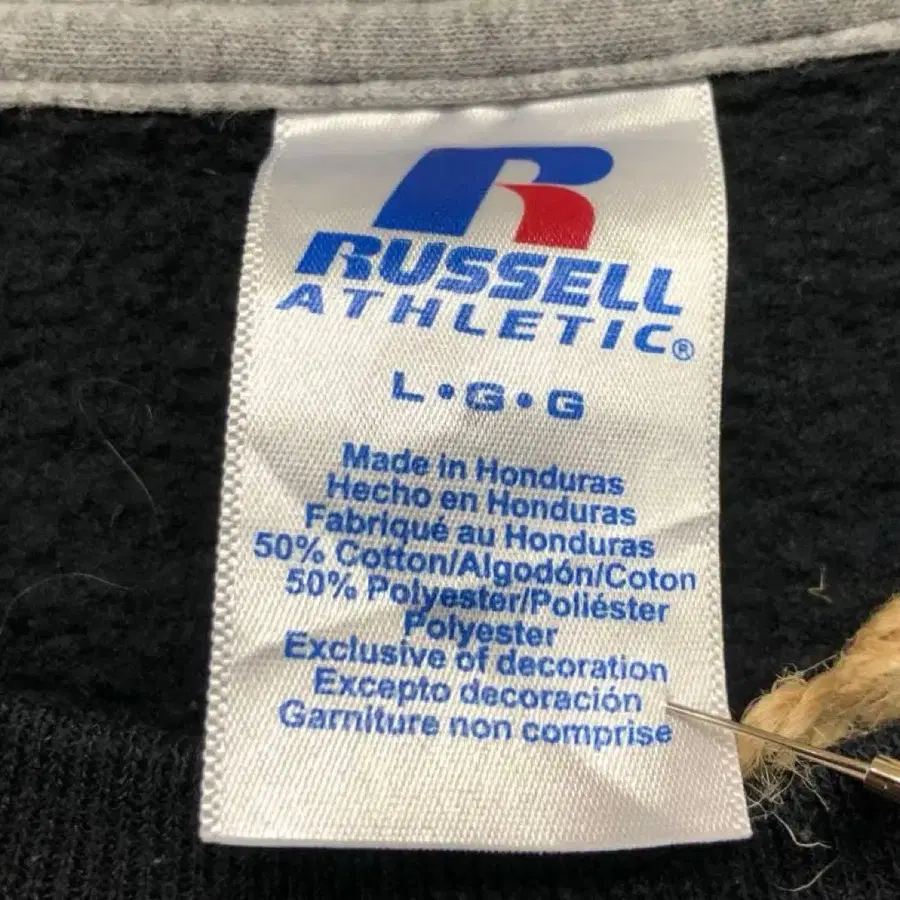 R
RUSSELL
ATHLETIC®
L•G•G
Made in Honduras
Hecho en Honduras
Fabriqué au Honduras
50% Cotton/Algodón/Coton
50% Polyester/Poliéster
Polyester
Exclusive of decoration
Excepto decoración
Garniture non comprise